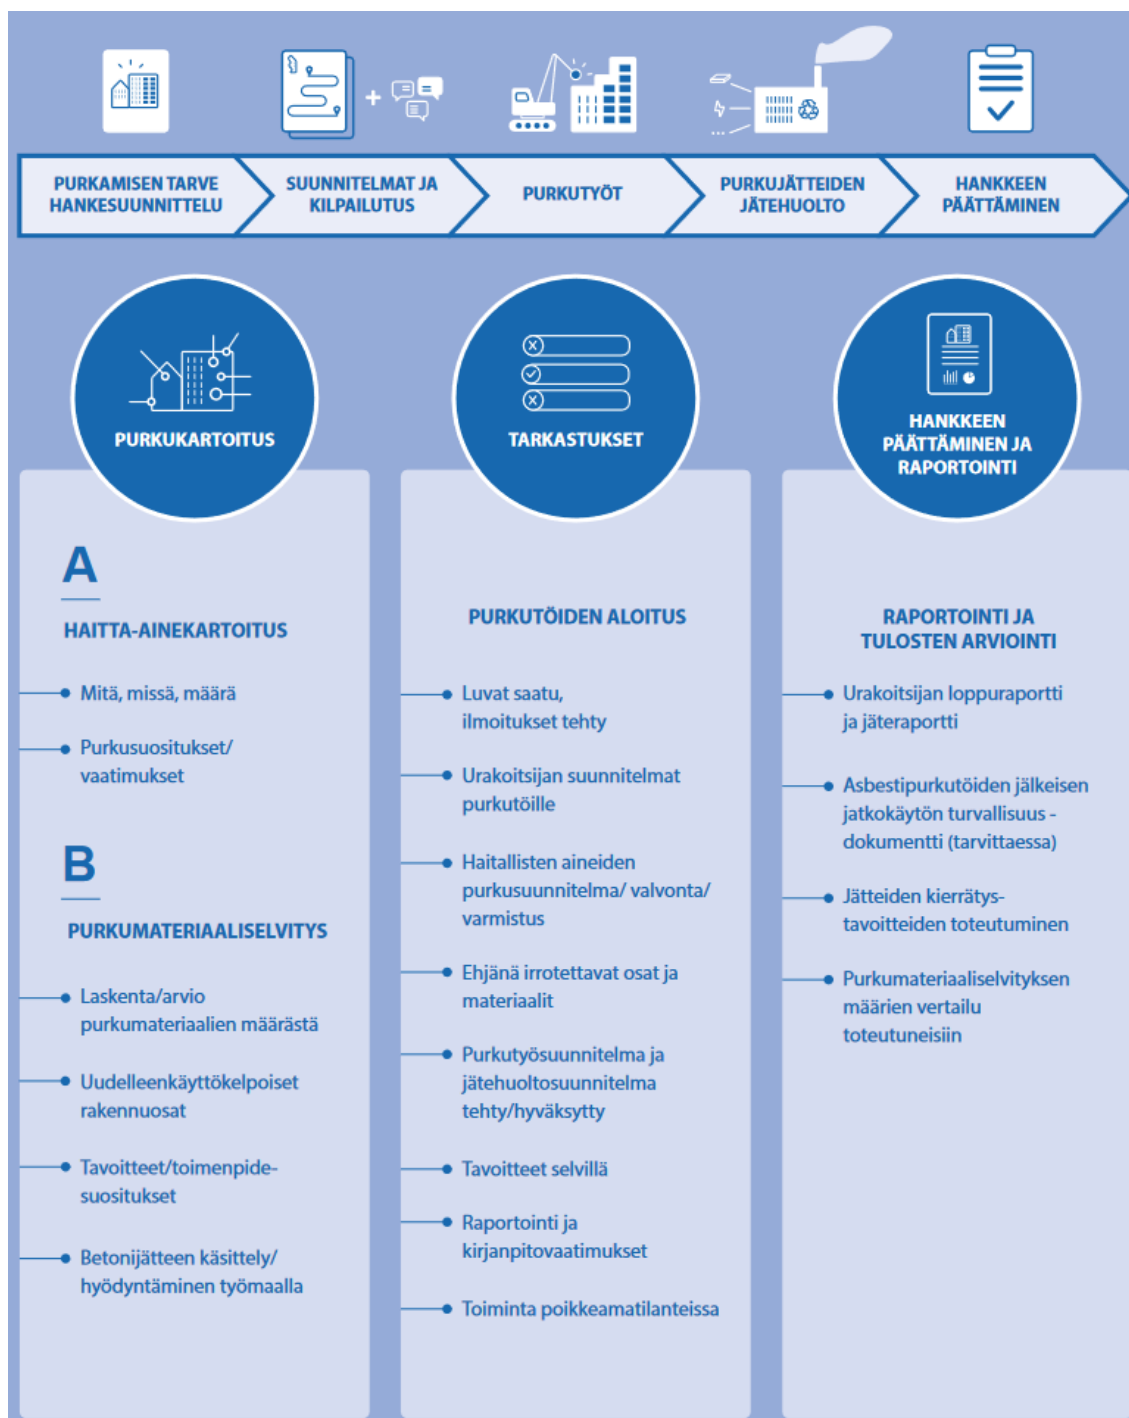 PURKAMISEN TARVE
HANKESUUNNITTELU
SUUNNITELMAT JA
KILPAILUTUS
PURKUTYÖT
PURKUJÄTTEIDEN
JÄTEHUOLTO
HANKKEEN
PÄÄTTÄMINEN
PURKUKARTOITUS
A
HAITTA-AINEKARTOITUS
Mitä, missä, määrä
Purkusuositukset/
vaatimukset
B
PURKUMATERIAALISELVITYS
Laskenta/arvio
purkumateriaalien määrästä
Uudelleenkäyttökelpoiset
rakennuosat
Tavoitteet/toimenpide-
suositukset
Betonijätteen käsittely/
hyödyntäminen työmaalla
TARKASTUKSET
PURKUTÖIDEN ALOITUS
Luvat saatu,
ilmoitukset tehty
Urakoitsijan suunnitelmat
purkutöille
Haitallisten aineiden
purkusuunnitelma/ valvonta/
varmistus
Ehjänä irrotettavat osat ja
materiaalit
Purkutyösuunnitelma ja
jätehuoltosuunnitelma
tehty/hyväksytty
Tavoitteet selvillä
Raportointi ja
kirjanpitovaatimukset
Toiminta poikkeamatilanteissa
HANKKEEN
PÄÄTTÄMINEN JA
RAPORTOINTI
RAPORTOINTI JA
TULOSTEN ARVIOINTI
Urakoitsijan loppuraportti
ja jäteraportti
Asbestipurkutöiden jälkeisen
jatkokäytön turvallisuus -
dokumentti (tarvittaessa)
Jätteiden kierrätys-
tavoitteiden toteutuminen
Purkumateriaaliselvityksen
määrien vertailu
toteutuneisiin